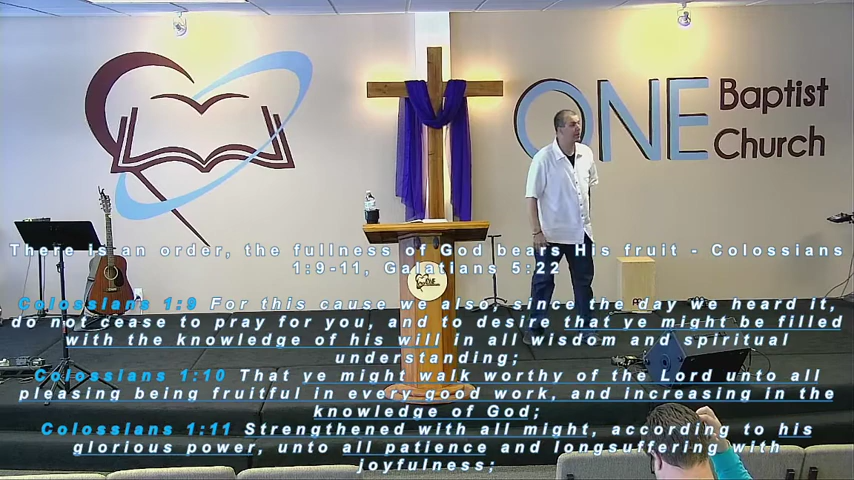 ONE Baptist
Church
There is an order, the fullness of God bears His fruit - Colossians
1:9-11, Galatians 5:22
Colossians 1:9 For this cause we also, since the day we heard it,
do not cease to pray for you, and to desire that ye might be filled
with the knowledge of his will in all wisdom and spiritual
understanding;
Colossians 1:10 That ye might walk worthy of the Lord unto all
pleasing being fruitful in every good work, and increasing in the
knowledge of God;
Colossians 1:11 Strengthened with all might, according to his
glorious power, unto all patience and longsuffering with
joyfulness;